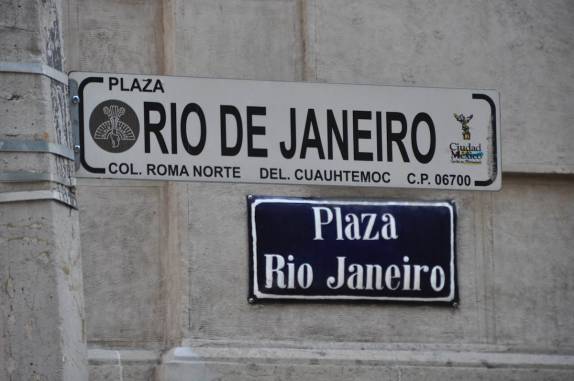 PLAZA
RIO DE JANEIRO
COL. ROMA NORTE DEL. CUAUHTEMOC C.P. 06700
Ciudad
México
Plaza
Rio Janeiro